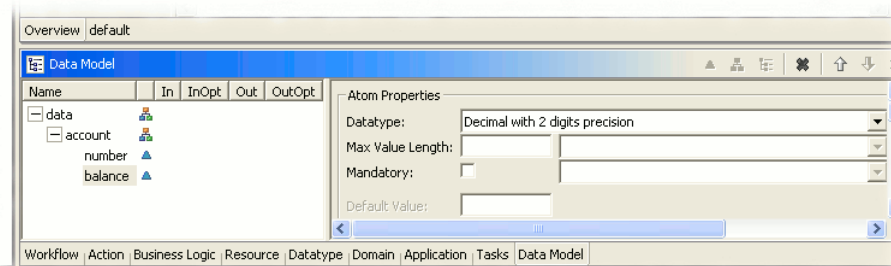 Overview default
Data Model
Name In InOpt Out OutOpt
data
account
number
balance
Atom Properties
Datatype: Decimal with 2 digits precision
Max Value Length:
Mandatory:
Default Value:
Workflow Action Business Logic Resource Datatype Domain Application Tasks Data Model